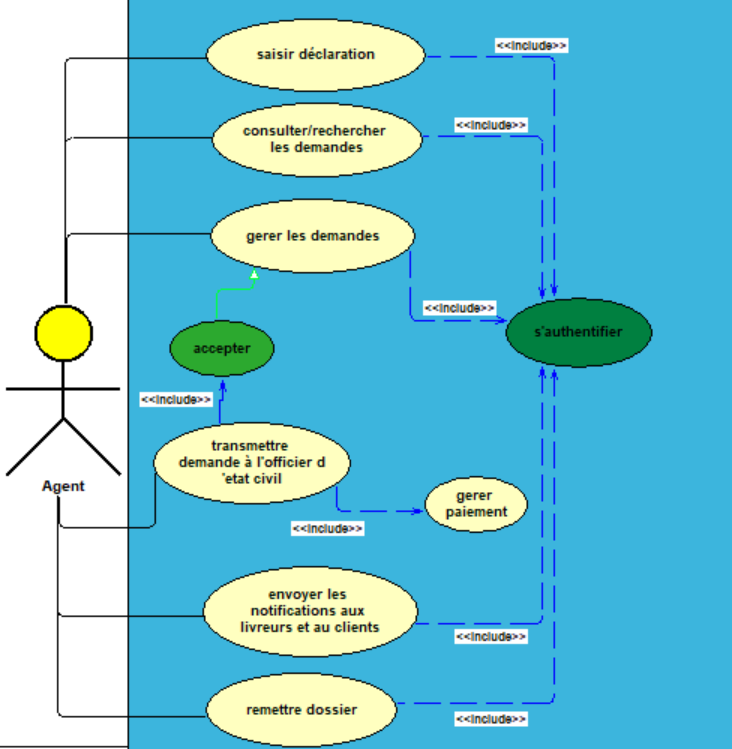 <<include>>
saisir déclaration
<<include>>
consulter/rechercher
les demandes
gerer les demandes
<<include>>
s'authentifier
accepter
<<include>>
transmettre
demande à l'officier d
'etat civil
Agent
gerer
paiement
<<include>>
envoyer les
notifications aux
livreurs et au clients
<<include>>
remettre dossier
<<include>>